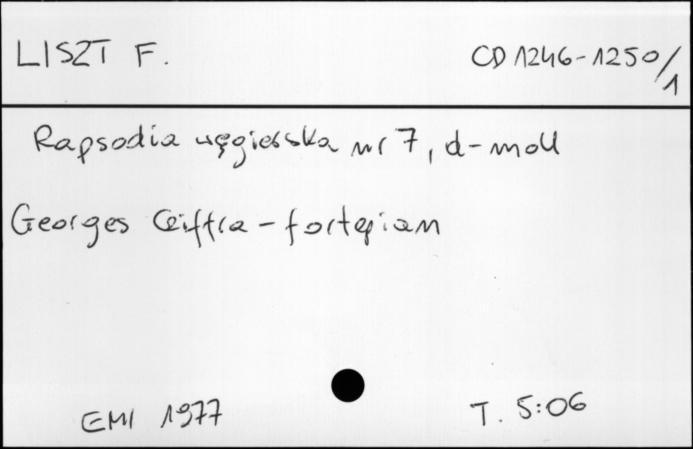 LISZT F.
CD 1246-1250/1
Rapsodia węgierska nr 7, d-moll
Georges Cziffra - fortepian
EMI 1977
T. 5:06